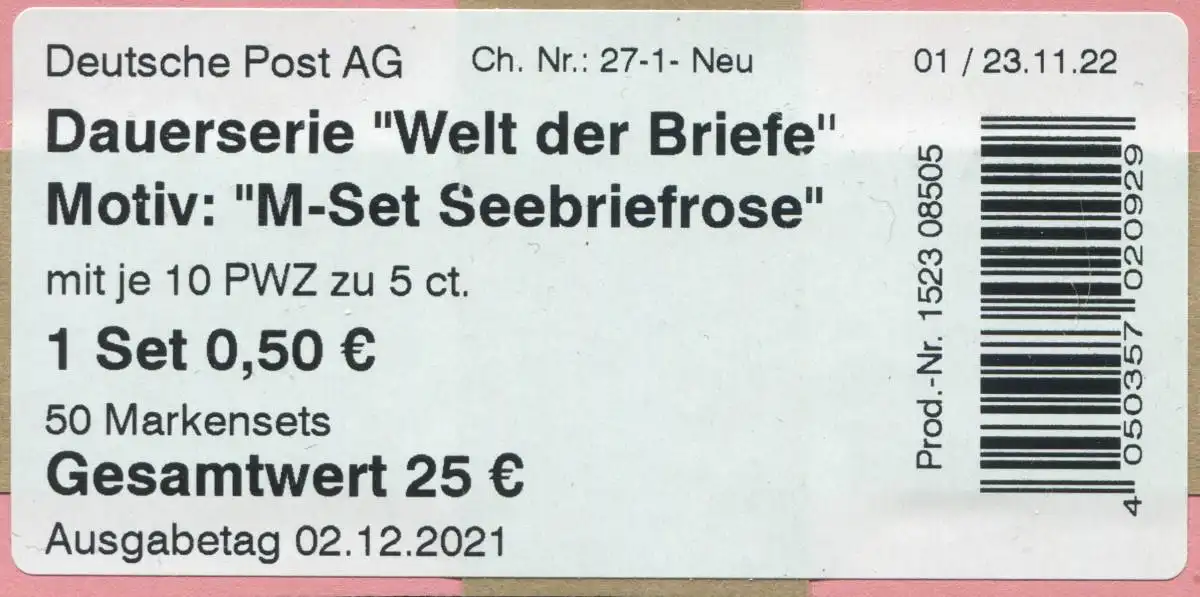 Deutsche Post AG Ch. Nr.: 27-1- Neu 01 / 23.11.22
Dauerserie "Welt der Briefe"
Motiv: "M-Set Seebriefrose"
mit je 10 PWZ zu 5 ct.
1 Set 0,50 €
50 Markensets
Gesamtwert 25 €
Ausgabetag 02.12.2021
Prod.-Nr. 1523 08505
4 050357 020929